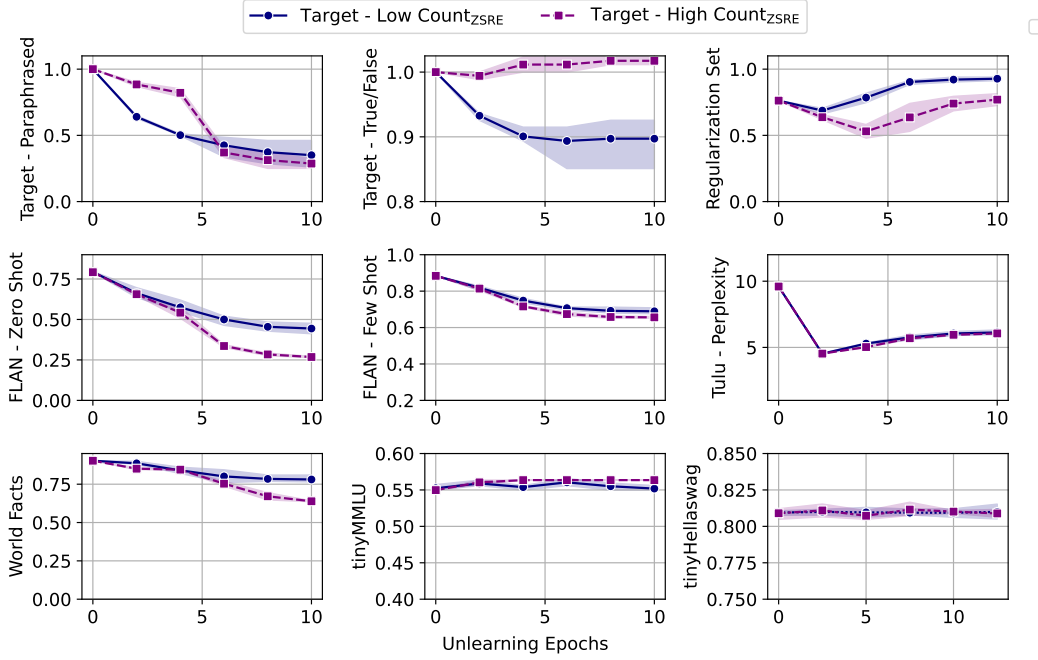 Target - Low Count_ZSRE Target - High Count_ZSRE
Target - Paraphrased
1.0
0.5
0.0
0 5 10
Target - True/False
1.0
0.9
0.8
0 5 10
Regularization Set
1.0
0.5
0.0
0 5 10
FLAN - Zero Shot
0.75
0.50
0.25
0.00
0 5 10
FLAN - Few Shot
1.0
0.8
0.6
0.4
0.2
0 5 10
Tulu - Perplexity
10
5
0 5 10
World Facts
0.75
0.50
0.25
0.00
0 5 10
tinyMMLU
0.60
0.55
0.50
0.45
0.40
0 5 10
tinyHellaswag
0.850
0.825
0.800
0.775
0.750
0 5 10
Unlearning Epochs